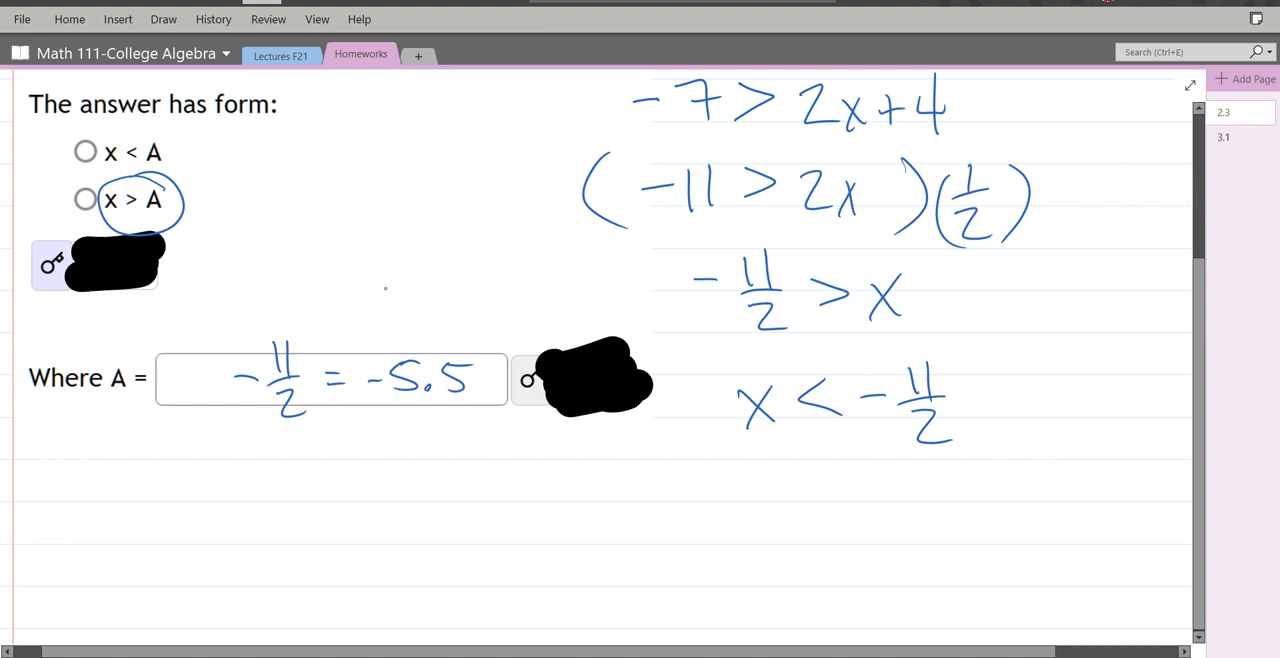 File Home Insert Draw History Review View Help
Math 111-College Algebra Lectures F21 Homeworks + Search (Ctrl+E)
+ Add Page
2.3
3.1
The answer has form:
x < A
x > A
Where A = -11/2 = -5.5
-7 > 2x+4
(-11 > 2x)(1/2)
-11/2 > x
x < -11/2